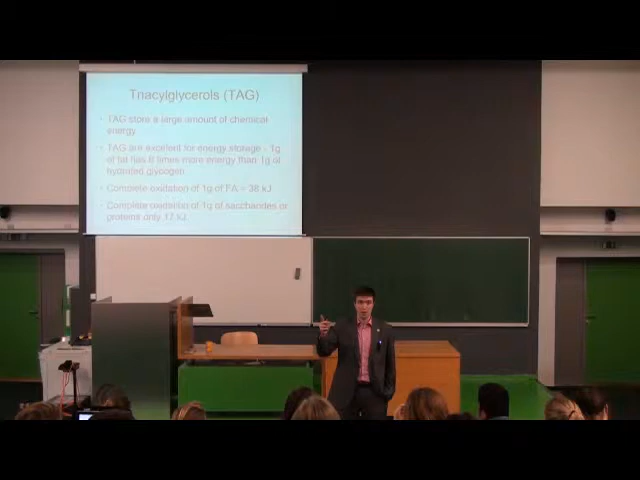 Triacylglycerols (TAG)
• TAG store a large amount of chemical
energy
• TAG are excelent for energy storage - 1g
of fat has 6 times more energy than 1g of
hydrated glycogen
• Complete oxidation of 1g of FA = 38 kJ
• Complete oxidation of 1g of saccharides or
proteins only 17 kJ